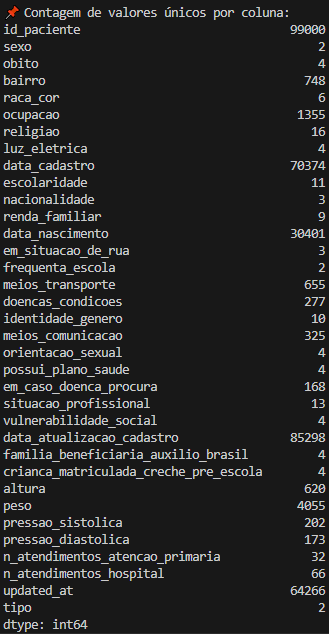 📌 Contagem de valores únicos por coluna:
id_paciente 99000
sexo 2
obito 4
bairro 748
raca_cor 6
ocupacao 1355
religiao 16
luz_eletrica 4
data_cadastro 70374
escolaridade 11
nacionalidade 3
renda_familiar 9
data_nascimento 30401
em_situacao_de_rua 3
frequenta_escola 2
meios_transporte 655
doencas_condicoes 277
identidade_genero 10
meios_comunicacao 325
orientacao_sexual 4
possui_plano_saude 4
em_caso_doenca_procura 168
situacao_profissional 13
vulnerabilidade_social 4
data_atualizacao_cadastro 85298
familia_beneficiaria_auxilio_brasil 4
crianca_matriculada_creche_pre_escola 4
altura 620
peso 4055
pressao_sistolica 202
pressao_diastolica 173
n_atendimentos_atencao_primaria 32
n_atendimentos_hospital 66
updated_at 64266
tipo 2
dtype: int64